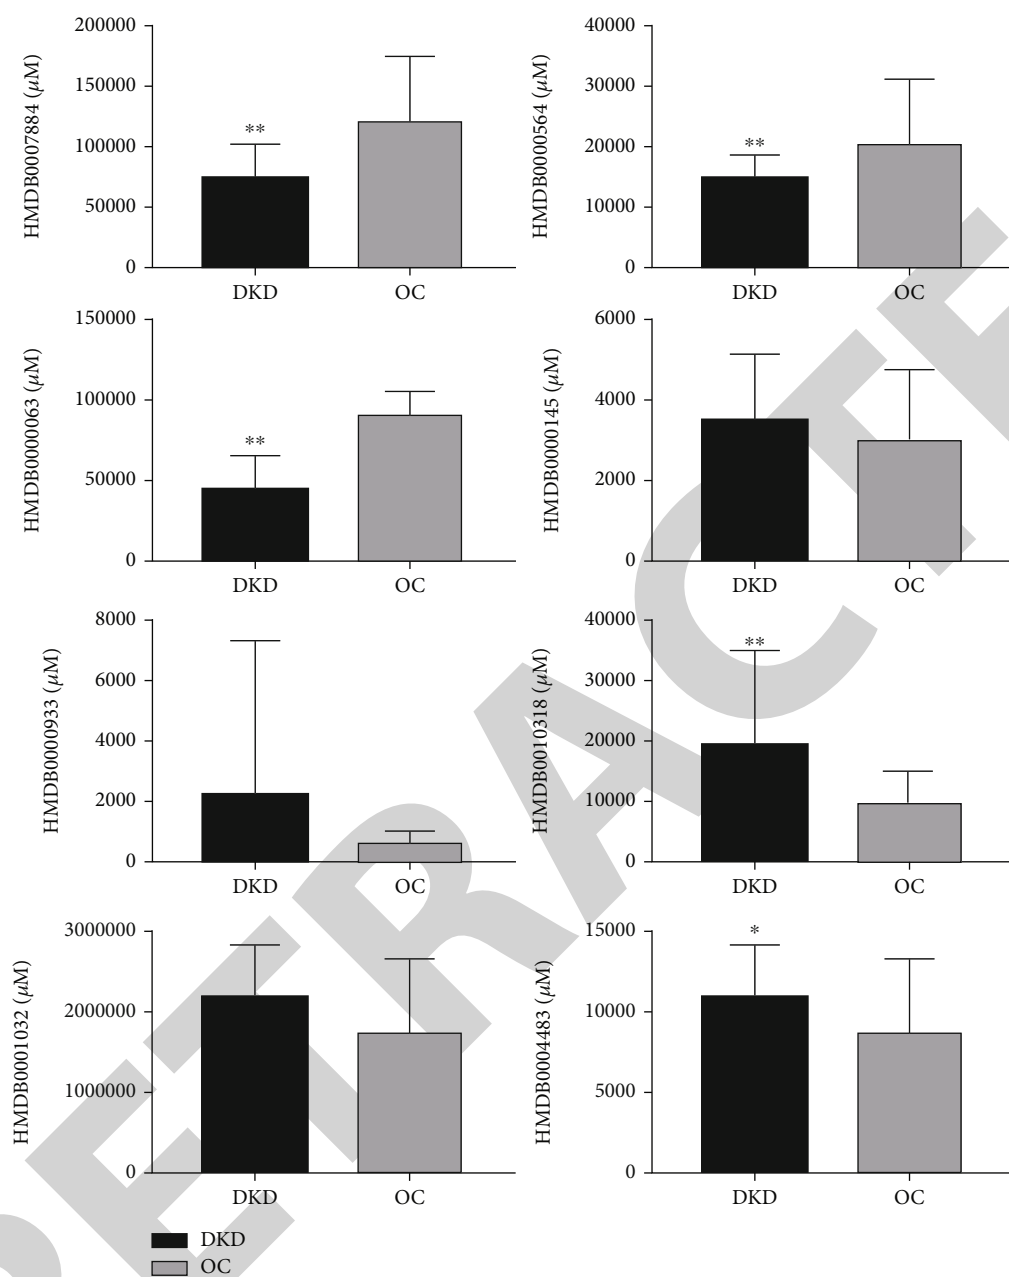 HMDB0007884 (μM)
200000
150000
100000
50000
0
**
DKD
OC
HMDB0000564 (μM)
40000
30000
20000
10000
0
**
DKD
OC
HMDB0000063 (μM)
150000
100000
50000
0
**
DKD
OC
HMDB0000145 (μM)
6000
4000
2000
0
DKD
OC
HMDB0000933 (μM)
8000
6000
4000
2000
0
DKD
OC
HMDB0010318 (μM)
40000
30000
20000
10000
0
**
DKD
OC
HMDB0001032 (μM)
3000000
2000000
1000000
0
DKD
OC
HMDB0004483 (μM)
15000
10000
5000
0
*
DKD
OC
DKD
OC
RETRACTE